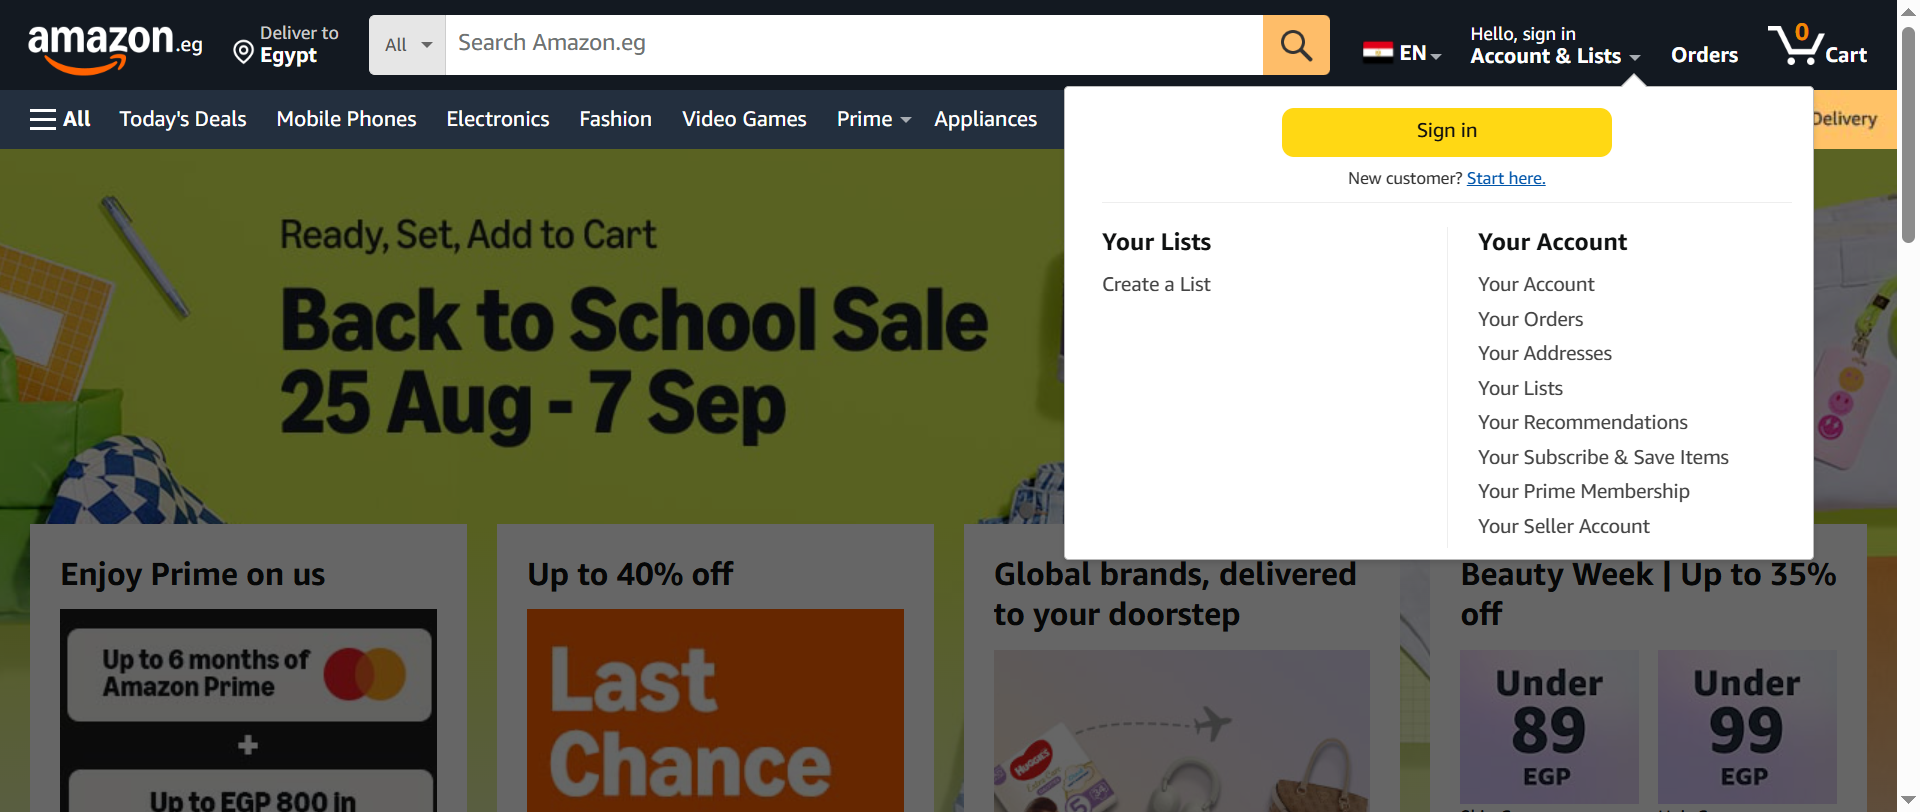 amazon.eg
Deliver to
Egypt
All
Search Amazon.eg
EN
Hello, sign in
Account & Lists
Orders
0
Cart
All
Today's Deals
Mobile Phones
Electronics
Fashion
Video Games
Prime
Appliances
Delivery
Sign in
New customer? Start here.
Your Lists
Create a List
Your Account
Your Account
Your Orders
Your Addresses
Your Lists
Your Recommendations
Your Subscribe & Save Items
Your Prime Membership
Your Seller Account
Ready, Set, Add to Cart
Back to School Sale
25 Aug - 7 Sep
Enjoy Prime on us
Up to 6 months of
Amazon Prime
+
Up to EGP 800 in
Up to 40% off
Last
Chance
Global brands, delivered
to your doorstep
HUGGIES
Extra Care
5
Beauty Week | Up to 35%
off
Under
89
EGP
Under
99
EGP